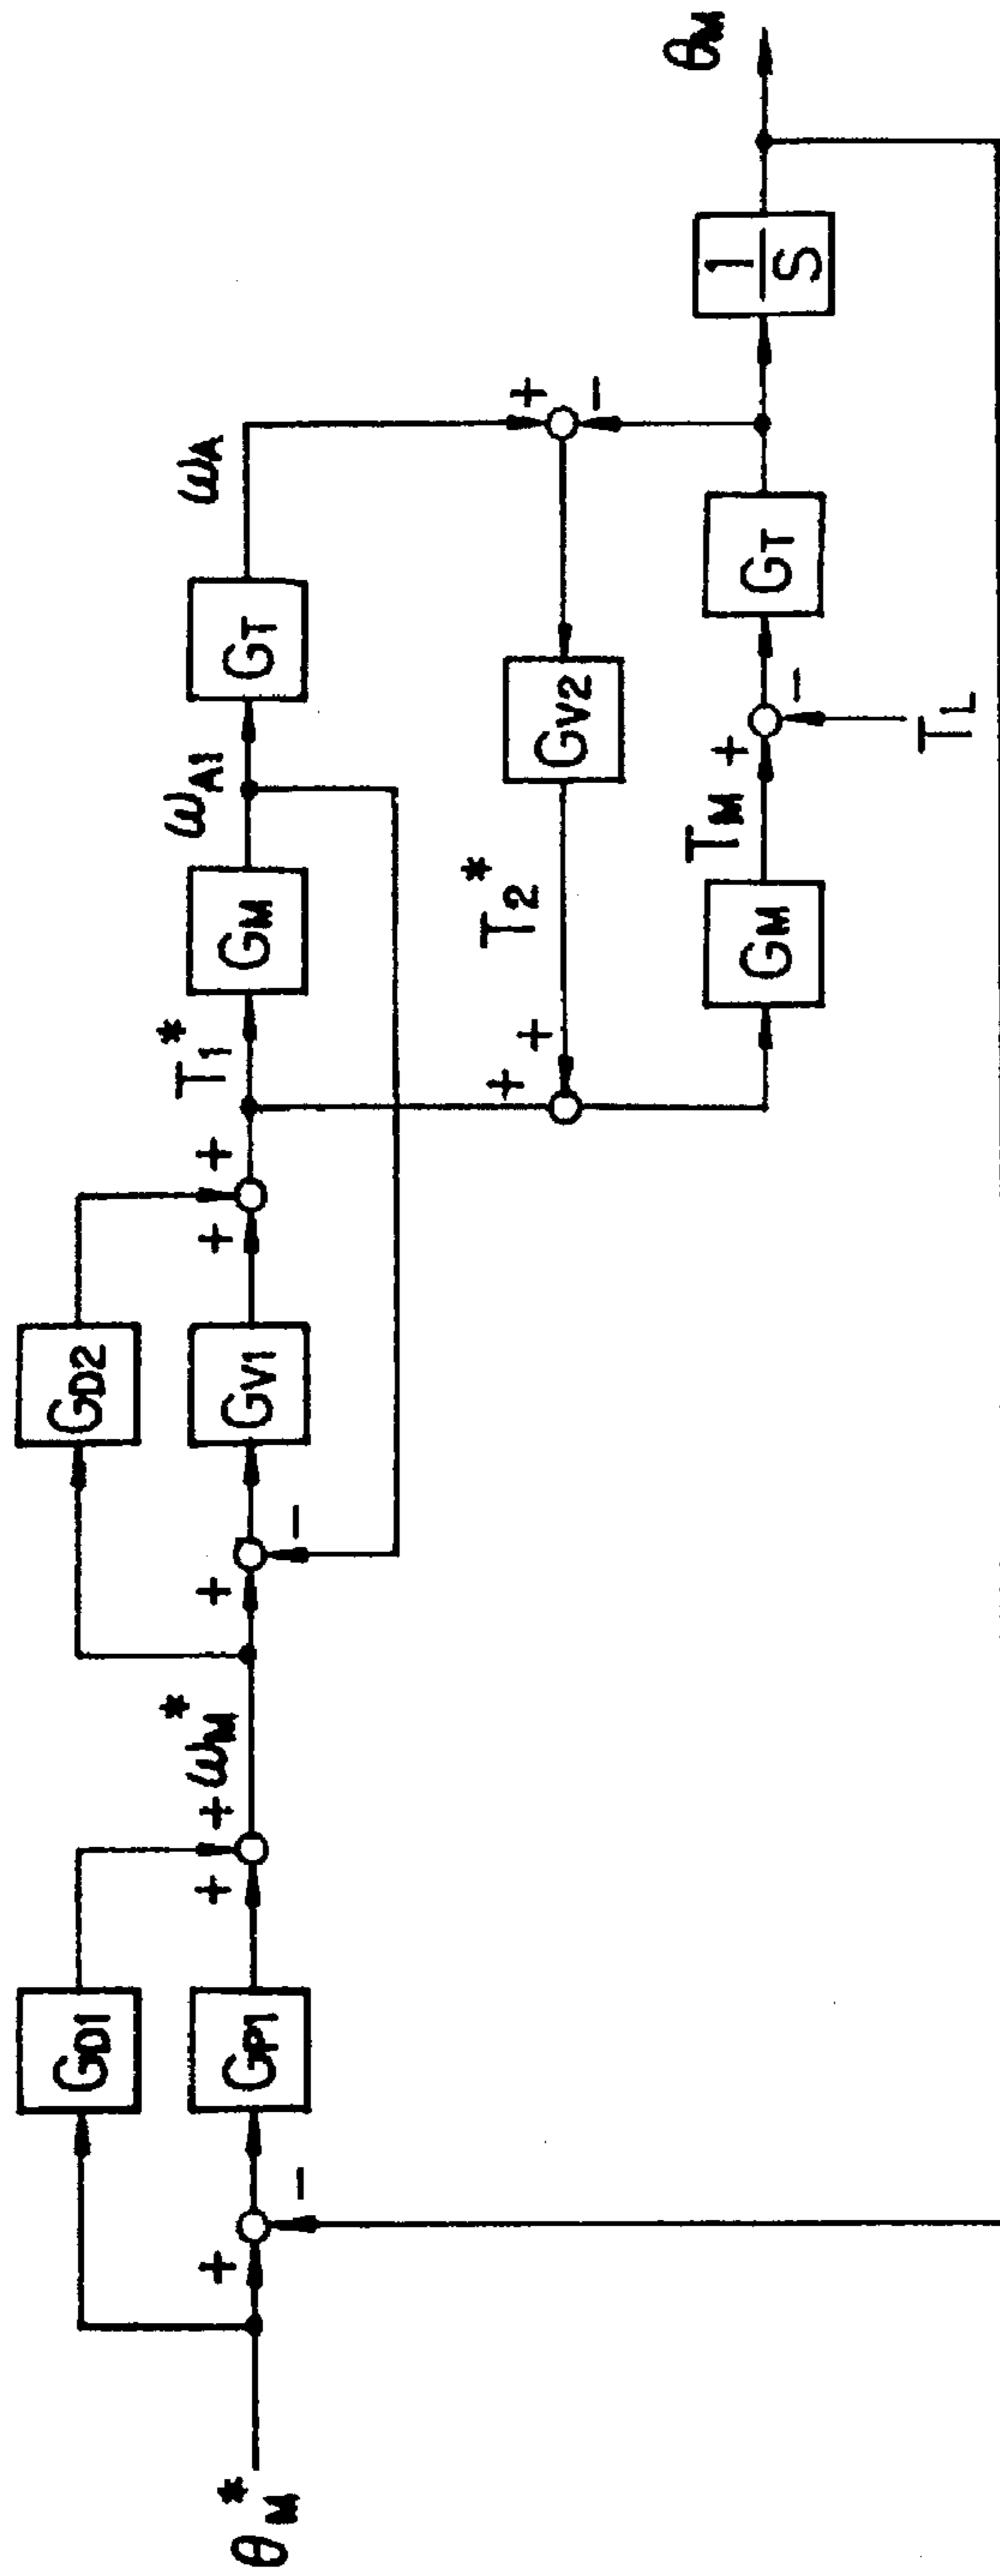 θM*
+
-
GD1
GP1
+
+
ωM*
+
-
GD2
GV1
+
+
T1*
GM
ωA1
GT
ωA
+
-
GV2
T2*
+
+
GM
TM
+
-
TL
GT
1
S
θM